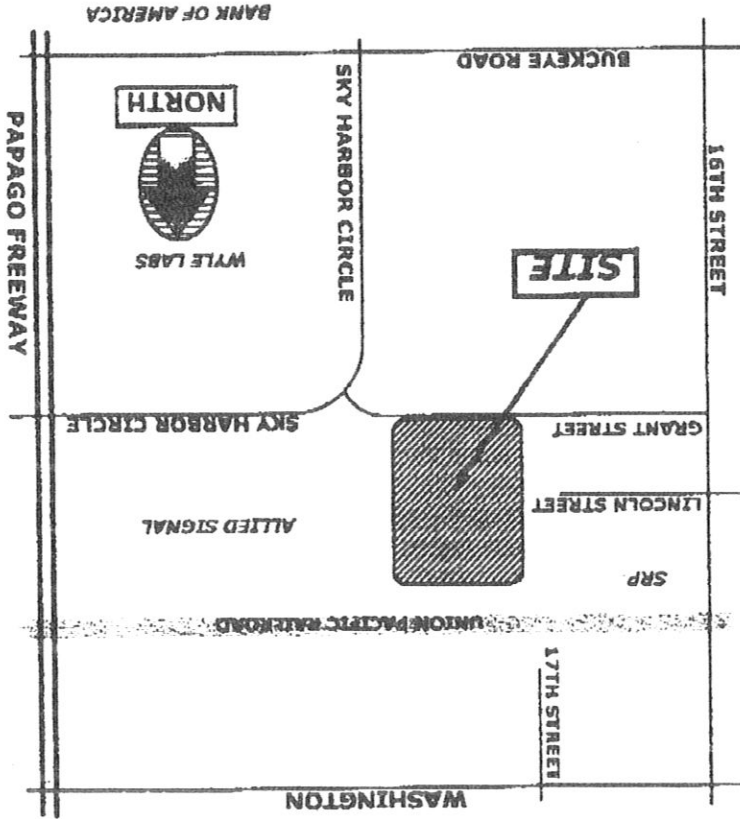 WASHINGTON
17TH STREET
UNION PACIFIC RAILROAD
SRP
LINCOLN STREET
ALLIED SIGNAL
GRANT STREET
SKY HARBOR CIRCLE
16TH STREET
SITE
SKY HARBOR CIRCLE
WYLE LABS
NORTH
PAPAGO FREEWAY
BUCKEYE ROAD
BANK OF AMERICA